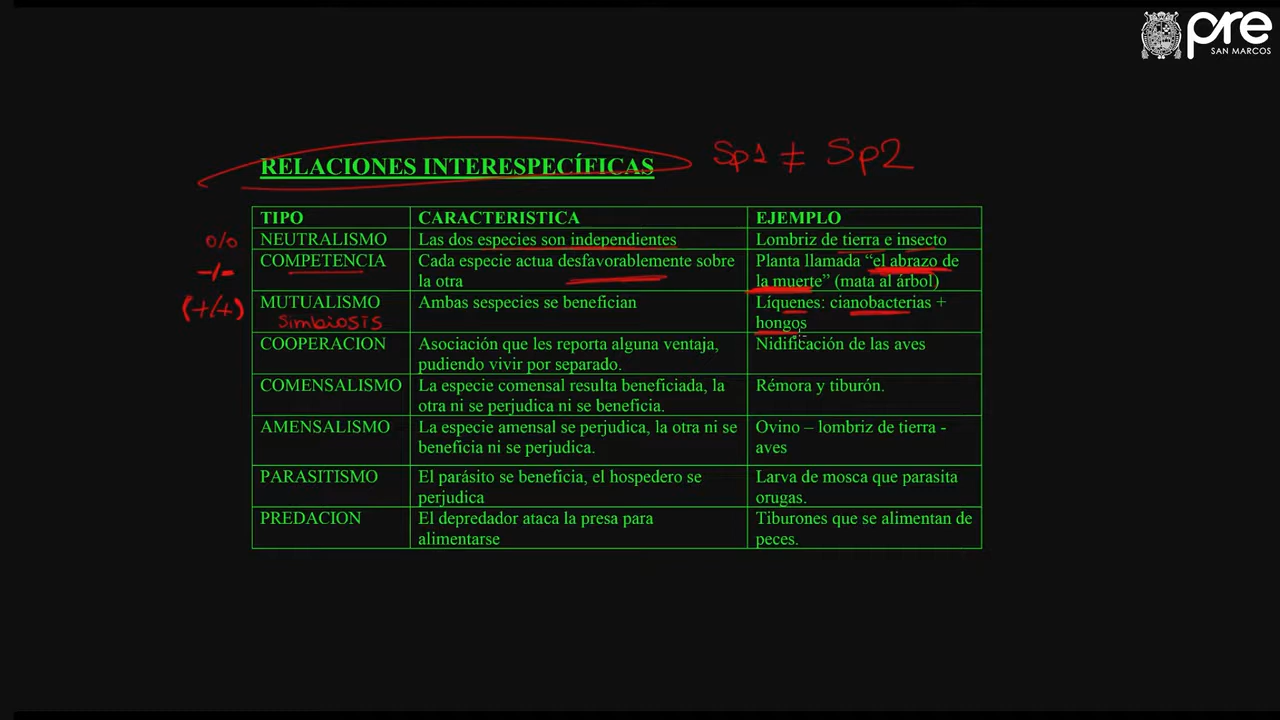 pre
SAN MARCOS
RELACIONES INTERESPECÍFICAS Sp1 ≠ Sp2
TIPO CARACTERISTICA EJEMPLO
0/0 NEUTRALISMO Las dos especies son independientes Lombriz de tierra e insecto
-/- COMPETENCIA Cada especie actua desfavorablemente sobre Planta llamada “el abrazo de
la otra la muerte” (mata al árbol)
(+/+) MUTUALISMO Ambas sespecies se benefician Líquenes: cianobacterias +
Simbiosis hongos
COOPERACION Asociación que les reporta alguna ventaja, Nidificación de las aves
pudiendo vivir por separado.
COMENSALISMO La especie comensal resulta beneficiada, la Rémora y tiburón.
otra ni se perjudica ni se beneficia.
AMENSALISMO La especie amensal se perjudica, la otra ni se Ovino – lombriz de tierra -
beneficia ni se perjudica. aves
PARASITISMO El parásito se beneficia, el hospedero se Larva de mosca que parasita
perjudica orugas.
PREDACION El depredador ataca la presa para Tiburones que se alimentan de
alimentarse peces.